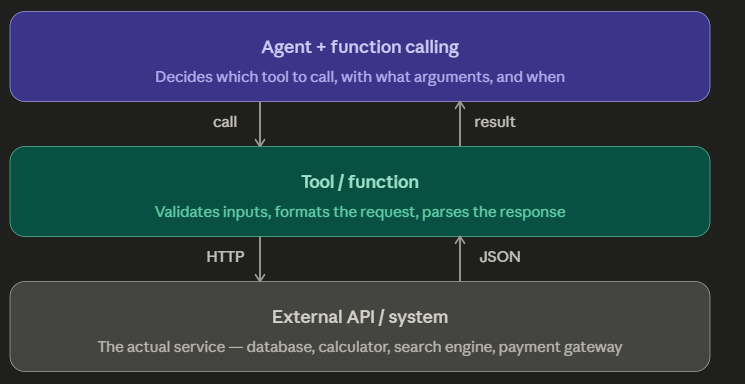 Agent + function calling
Decides which tool to call, with what arguments, and when
call
result
Tool / function
Validates inputs, formats the request, parses the response
HTTP
JSON
External API / system
The actual service — database, calculator, search engine, payment gateway